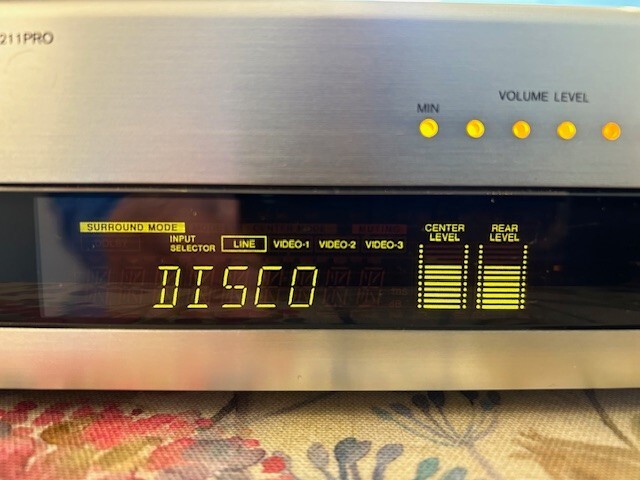 211PRO
VOLUME LEVEL
MIN
SURROUND MODE
INPUT SELECTOR LINE VIDEO-1 VIDEO-2 VIDEO-3
CENTER LEVEL
REAR LEVEL
DISCO